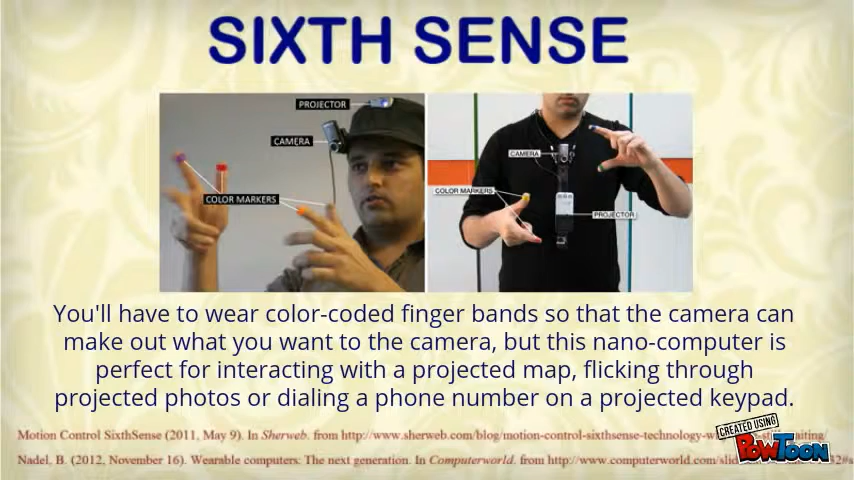 SIXTH SENSE
PROJECTOR
CAMERA
COLOR MARKERS
CAMERA
COLOR MARKERS
PROJECTOR
You'll have to wear color-coded finger bands so that the camera can
make out what you want to the camera, but this nano-computer is
perfect for interacting with a projected map, flicking through
projected photos or dialing a phone number on a projected keypad.
Motion Control SixthSense (2011, May 9). In Sherweb. from http://www.sherweb.com/blog/motion-control-sixthsense-technology-
Nadel, B. (2012, November 16). Wearable computers: The next generation. In Computerworld. from http://www.computerworld.com/
CREATED USING
POWTOON